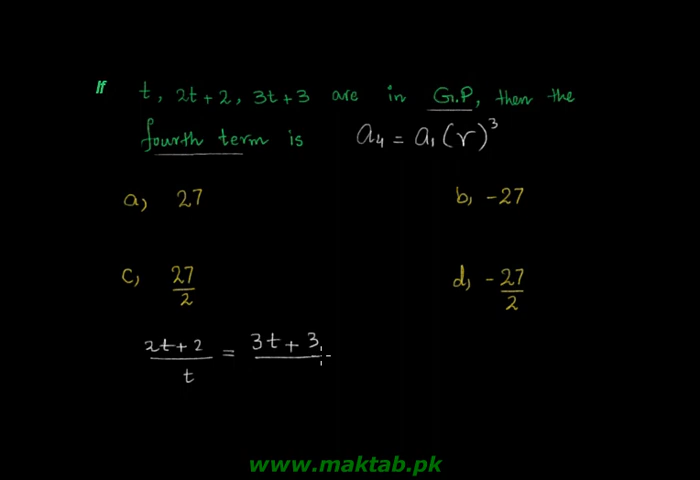 If t, 2t+2, 3t+3 are in G.P, then the
fourth term is a₄ = a₁(r)³
a) 27 b) -27
c) 27/2 d) -27/2
2t+2/t = 3t+3
www.maktab.pk